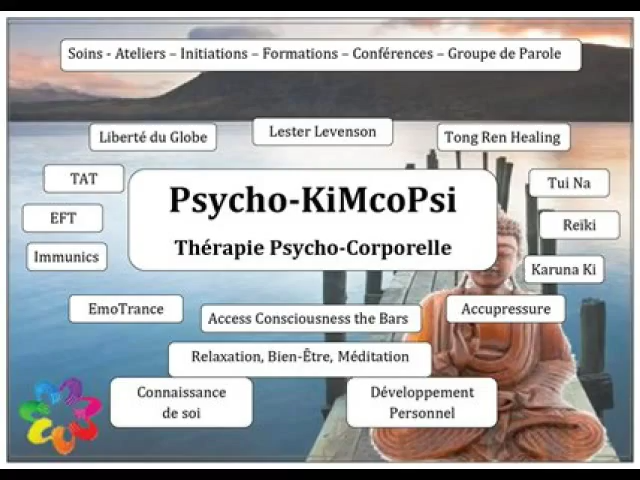 Soins - Ateliers – Initiations – Formations – Conférences – Groupe de Parole
Liberté du Globe
Lester Levenson
Tong Ren Healing
TAT
Psycho-KiMcoPsi
Tui Na
EFT
Reïki
Thérapie Psycho-Corporelle
Immunics
Karuna Ki
EmoTrance
Access Consciousness the Bars
Accupressure
Relaxation, Bien-Être, Méditation
Connaissance
de soi
Développement
Personnel